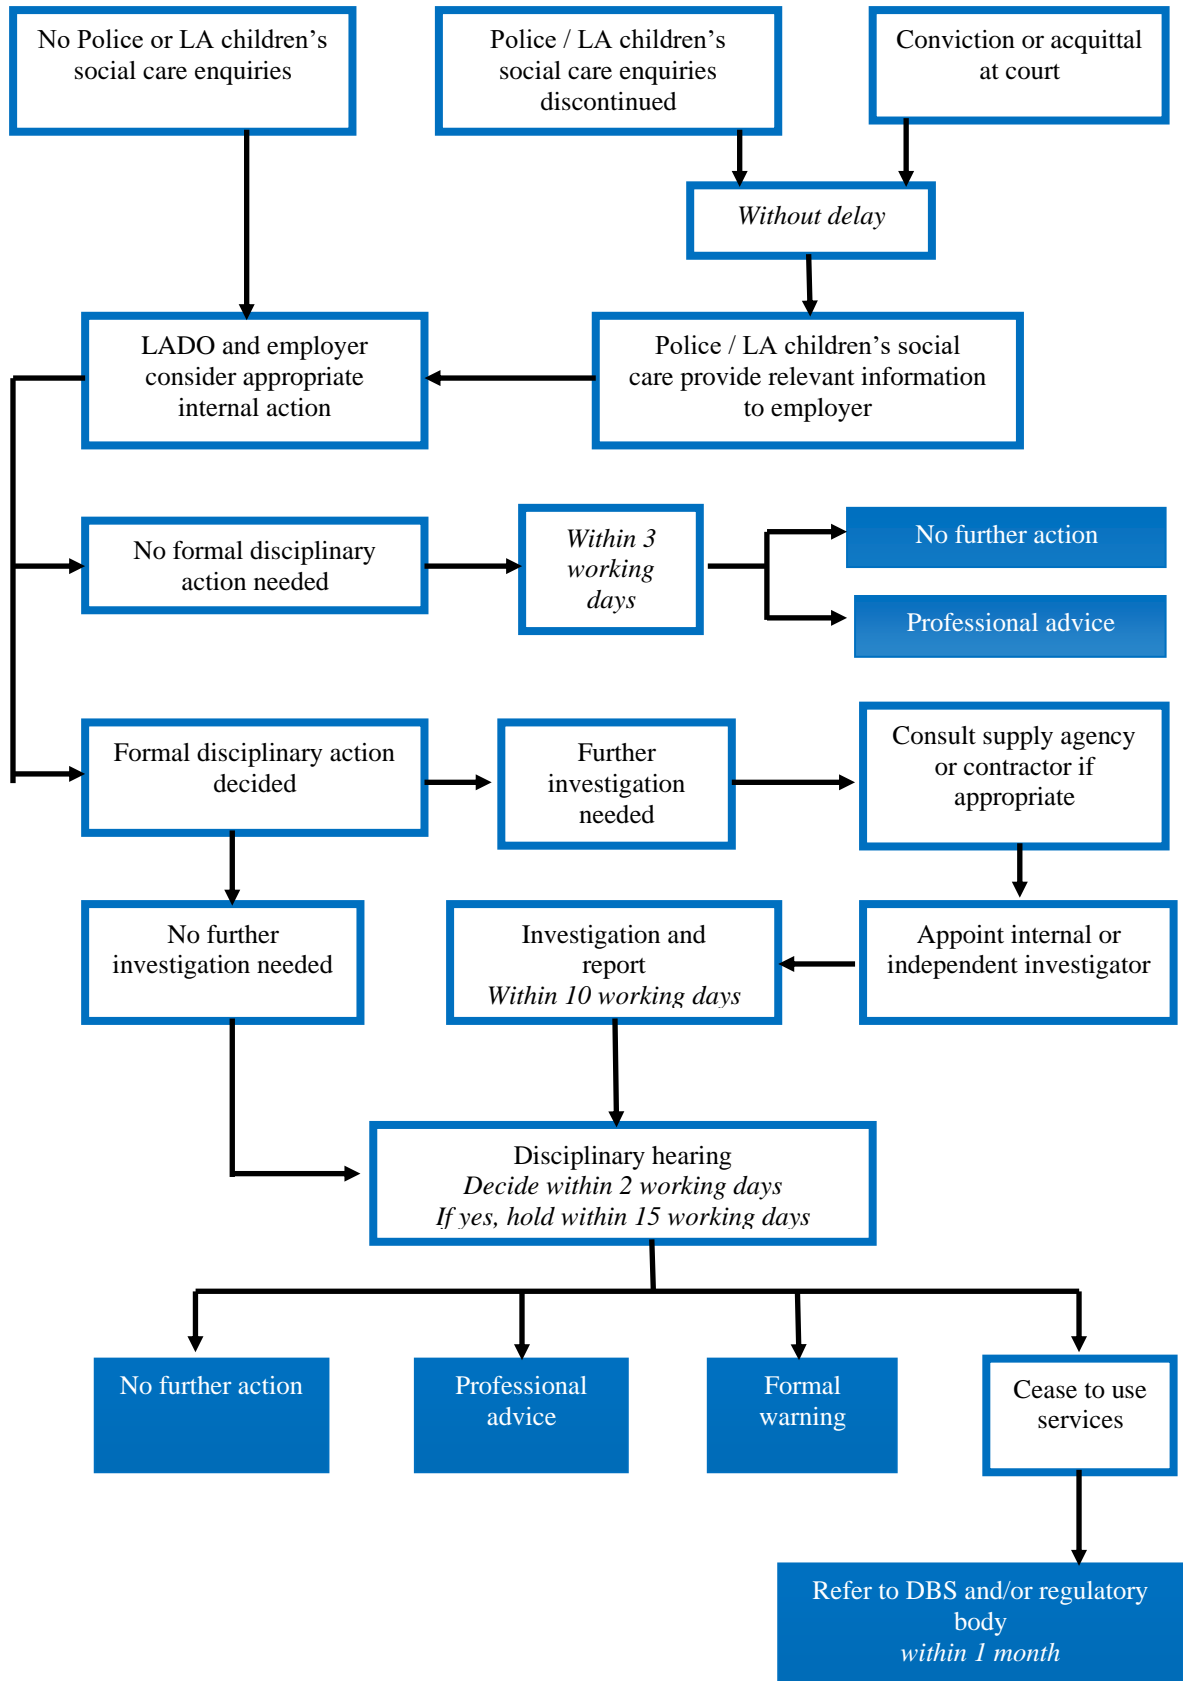 No Police or LA children’s
social care enquiries
Police / LA children’s
social care enquiries
discontinued
Conviction or acquittal
at court
Without delay
LADO and employer
consider appropriate
internal action
Police / LA children’s social
care provide relevant information
to employer
No formal disciplinary
action needed
Within 3
working
days
No further action
Professional advice
Formal disciplinary action
decided
Further
investigation
needed
Consult supply agency
or contractor if
appropriate
No further
investigation needed
Investigation and
report
Within 10 working days
Appoint internal or
independent investigator
Disciplinary hearing
Decide within 2 working days
If yes, hold within 15 working days
No further action
Professional
advice
Formal
warning
Cease to use
services
Refer to DBS and/or regulatory
body
within 1 month